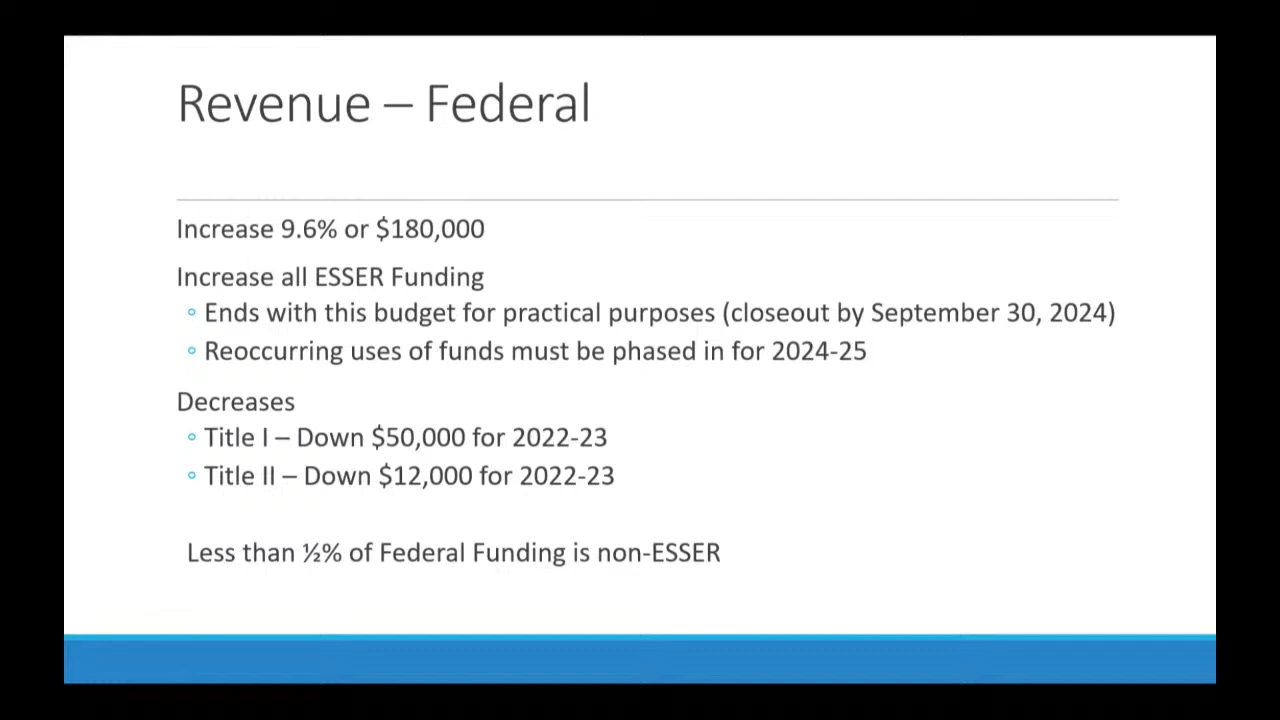 Revenue – Federal
Increase 9.6% or $180,000
Increase all ESSER Funding
◦ Ends with this budget for practical purposes (closeout by September 30, 2024)
◦ Reoccurring uses of funds must be phased in for 2024-25
Decreases
◦ Title I – Down $50,000 for 2022-23
◦ Title II – Down $12,000 for 2022-23
Less than ½% of Federal Funding is non-ESSER